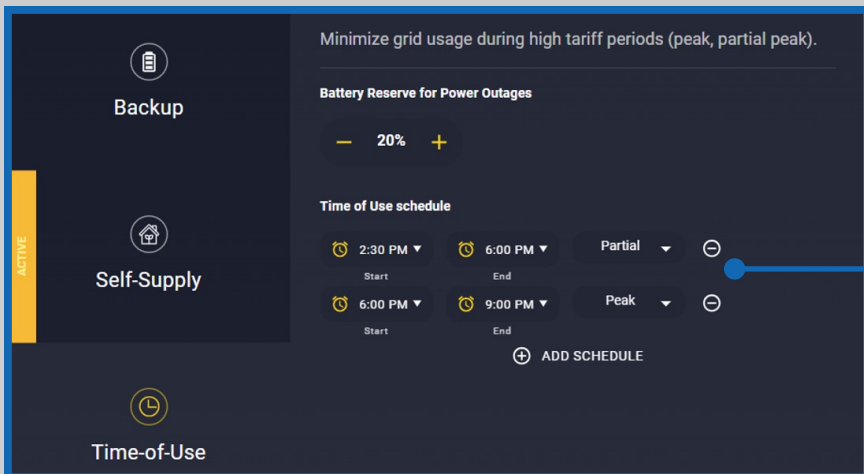 Minimize grid usage during high tariff periods (peak, partial peak).
Backup
Battery Reserve for Power Outages
20%
ACTIVE
Self-Supply
Time of Use schedule
2:30 PM 6:00 PM Partial
Start End
6:00 PM 9:00 PM Peak
Start End
ADD SCHEDULE
Time-of-Use